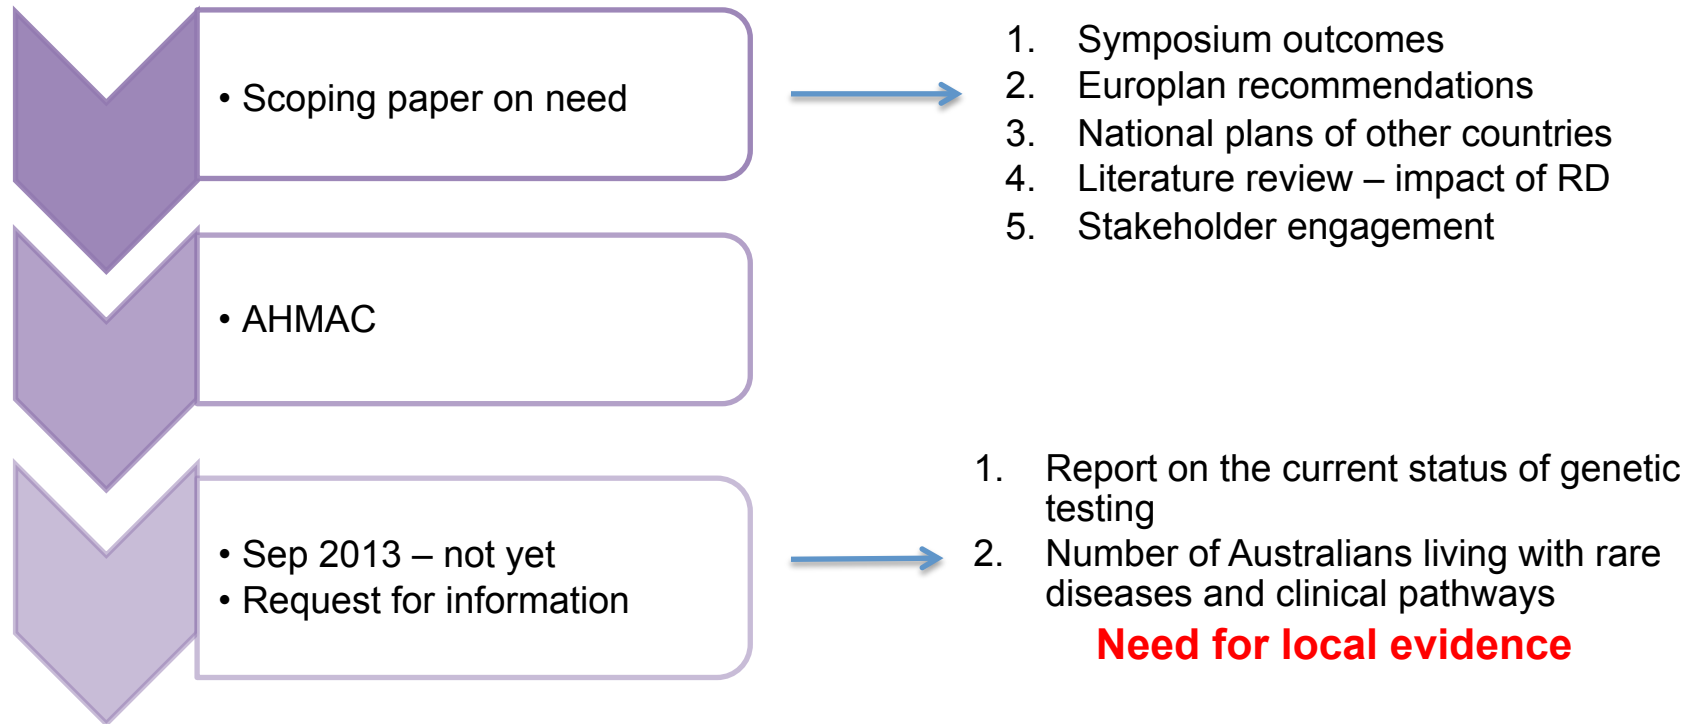 • Scoping paper on need
1. Symposium outcomes
2. Europlan recommendations
3. National plans of other countries
4. Literature review – impact of RD
5. Stakeholder engagement
• AHMAC
• Sep 2013 – not yet
• Request for information
1. Report on the current status of genetic
testing
2. Number of Australians living with rare
diseases and clinical pathways
Need for local evidence